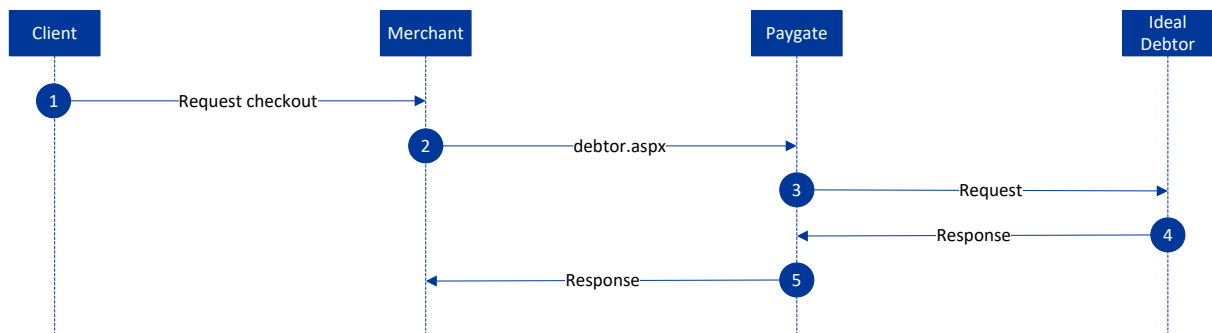 Client
Merchant
Paygate
Ideal
Debtor
1
Request checkout
2
debtor.aspx
3
Request
Response
4
Response
5